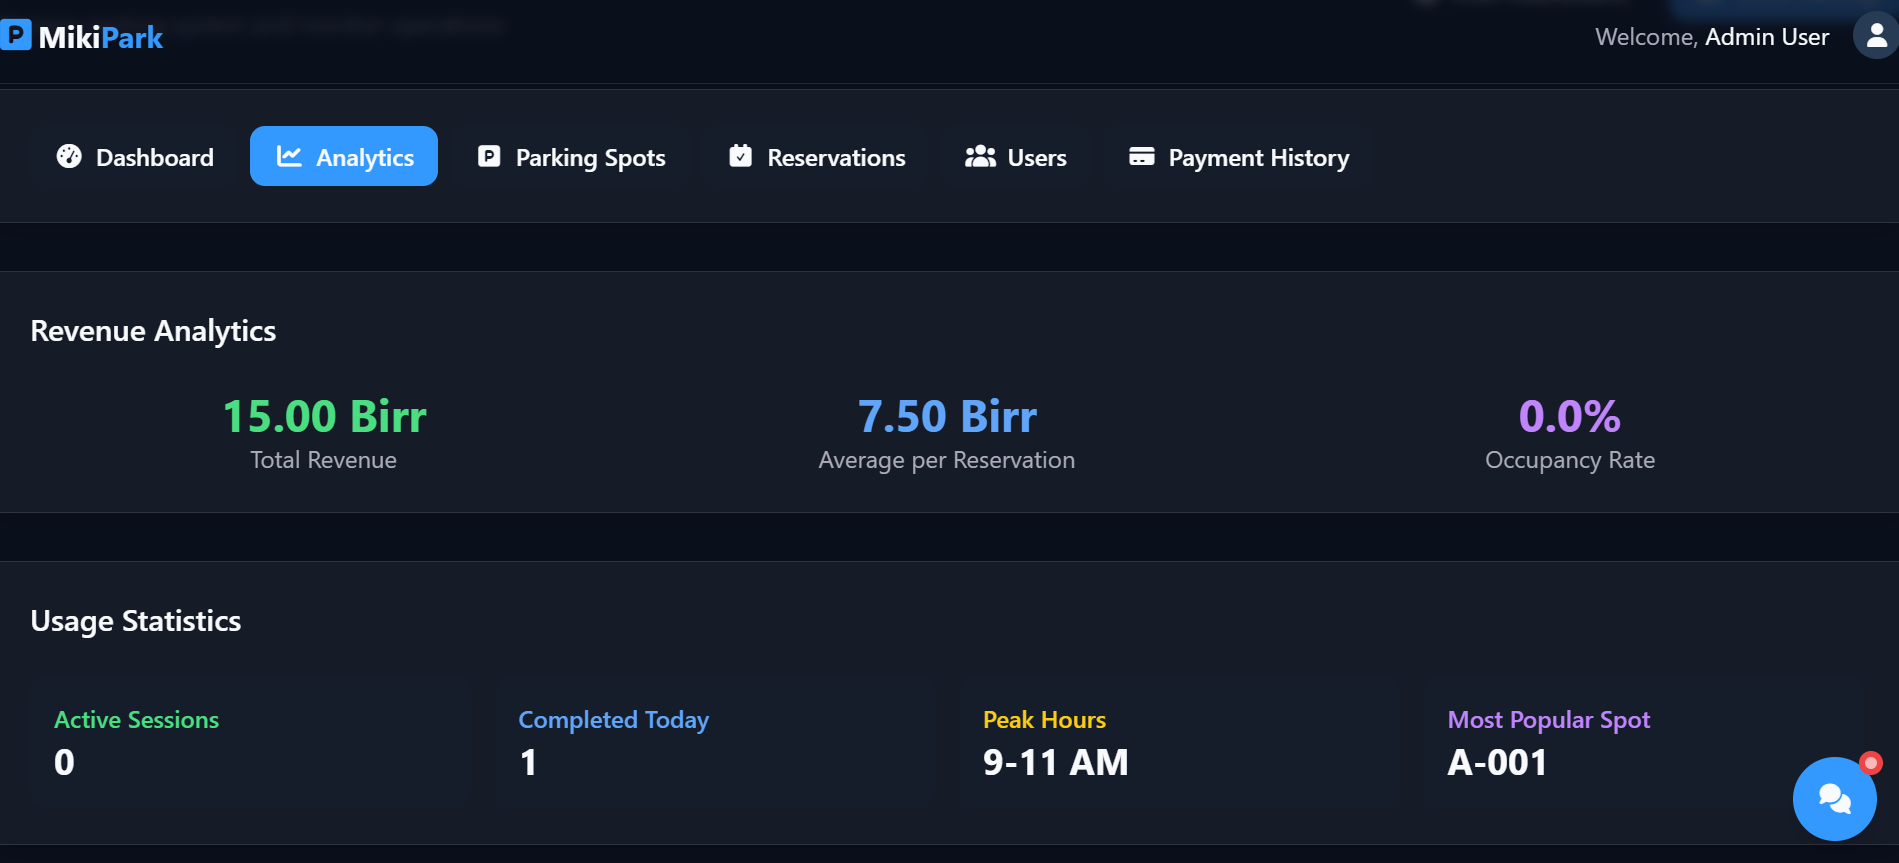 P MikiPark
Welcome, Admin User
Dashboard
Analytics
P Parking Spots
Reservations
Users
Payment History
Revenue Analytics
15.00 Birr
Total Revenue
7.50 Birr
Average per Reservation
0.0%
Occupancy Rate
Usage Statistics
Active Sessions
0
Completed Today
1
Peak Hours
9-11 AM
Most Popular Spot
A-001